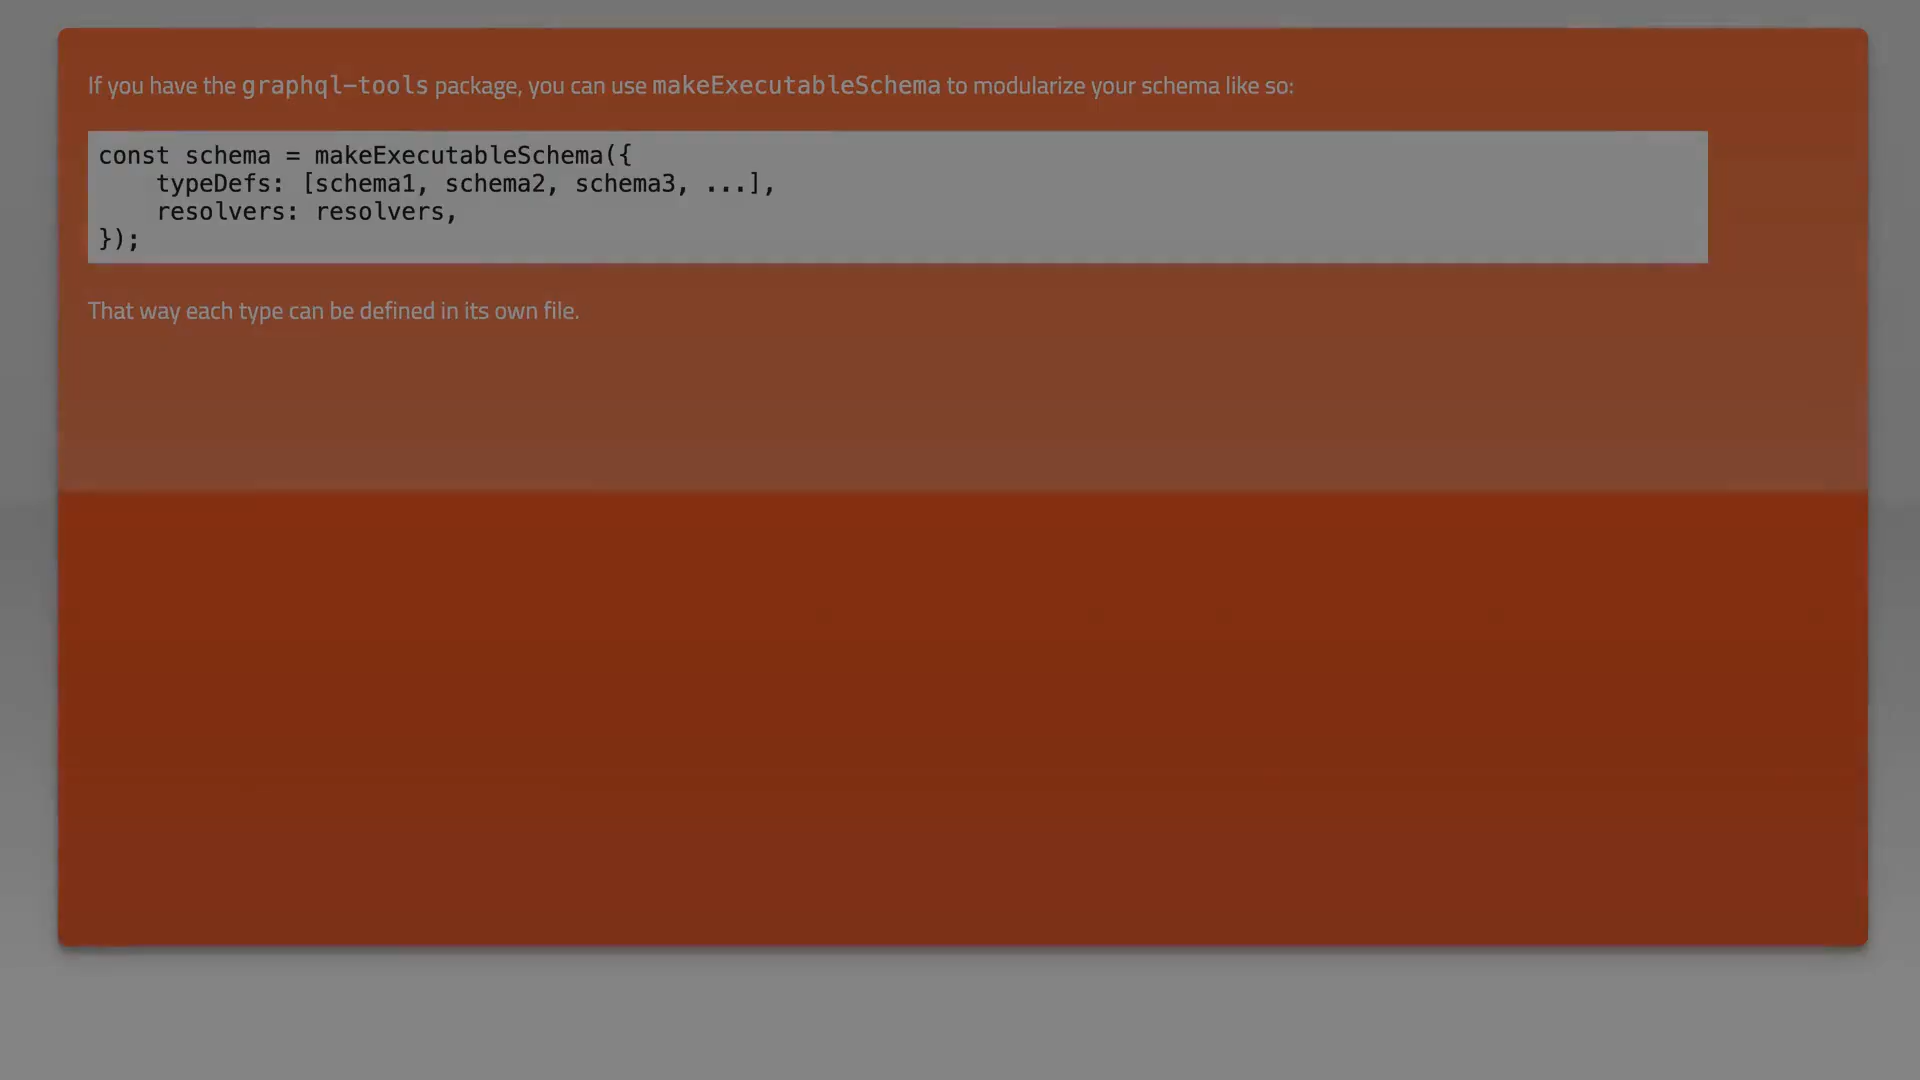 If you have the graphql-tools package, you can use makeExecutableSchema to modularize your schema like so:
const schema = makeExecutableSchema({
    typeDefs: [schema1, schema2, schema3, ...],
    resolvers: resolvers,
});
That way each type can be defined in its own file.